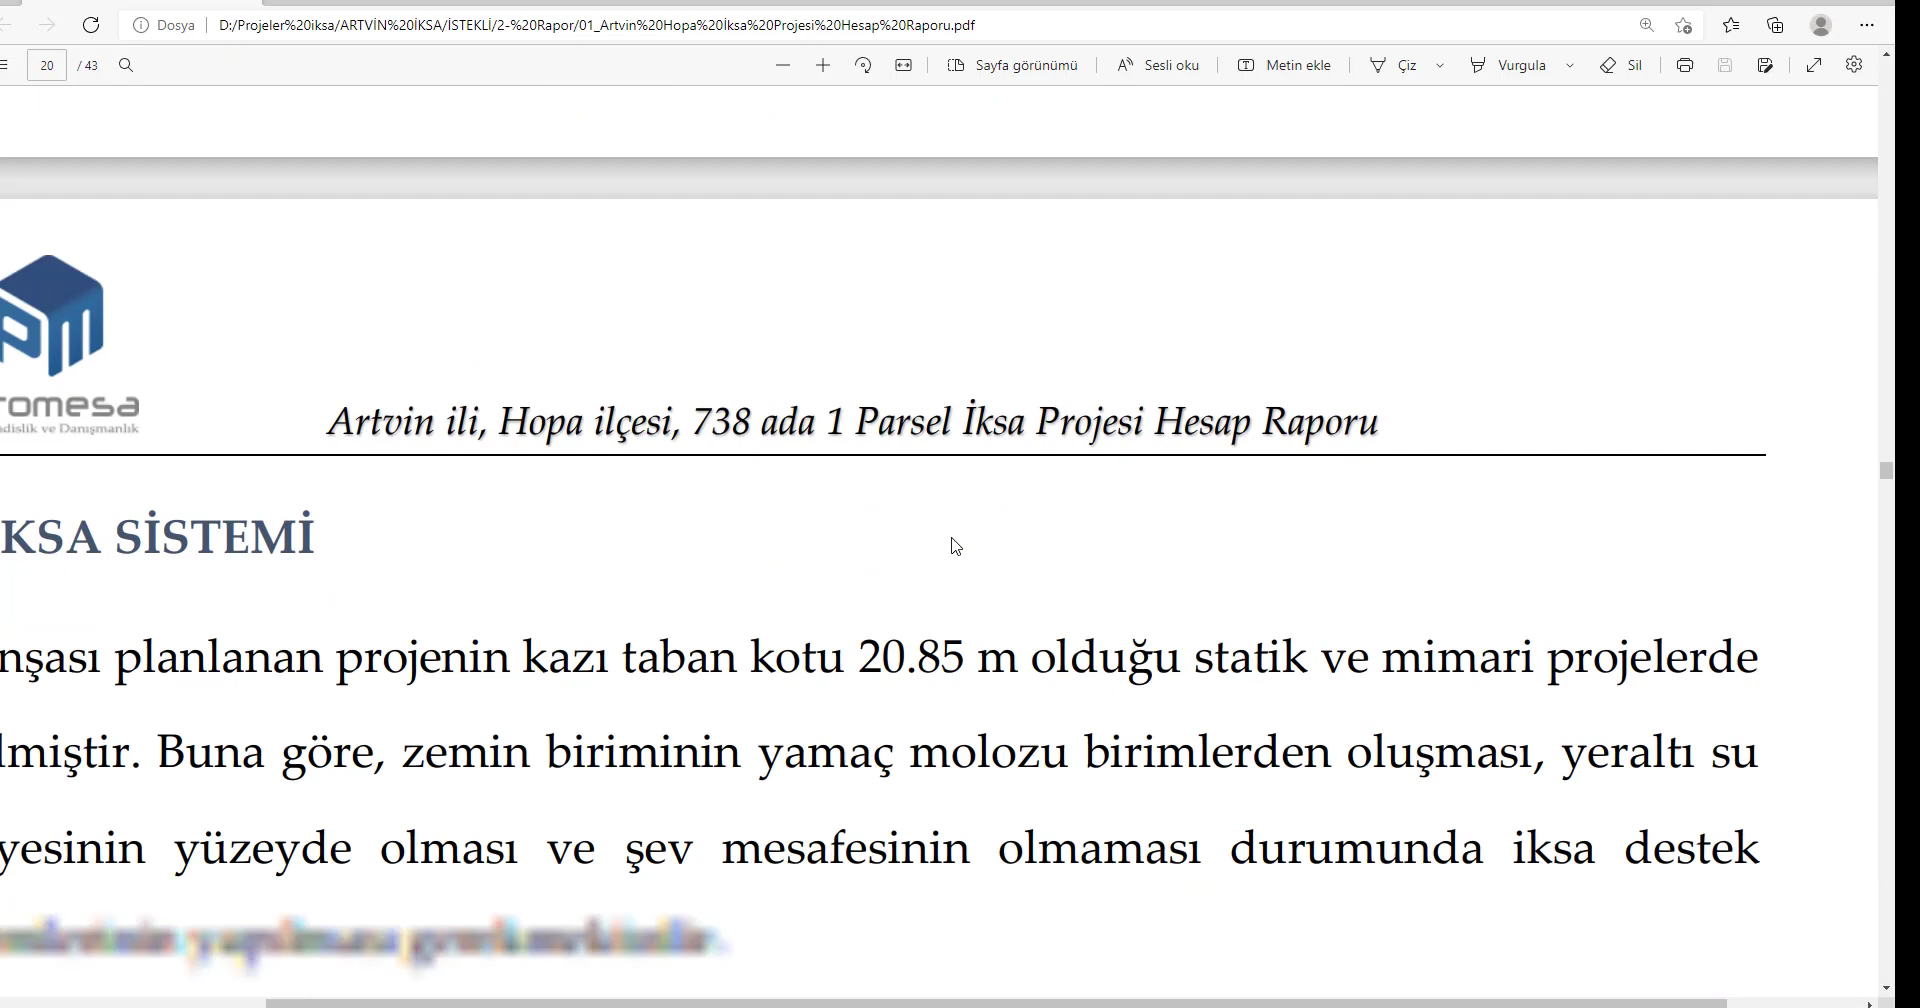 Dosya D:/Projeler%20iksa/ARTVİN%20İKSA/İSTEKLİ/2-%20Rapor/01_Artvin%20Hopa%20İksa%20Projesi%20Hesap%20Raporu.pdf
20 / 43 Sayfa görünümü Sesli oku Metin ekle Çiz Vurgula Sil
romesa
dislik ve Danışmanlık
Artvin ili, Hopa ilçesi, 738 ada 1 Parsel İksa Projesi Hesap Raporu
KSA SİSTEMİ
nşası planlanan projenin kazı taban kotu 20.85 m olduğu statik ve mimari projelerde
lmiştir. Buna göre, zemin biriminin yamaç molozu birimlerden oluşması, yeraltı su
yesinin yüzeyde olması ve şev mesafesinin olmaması durumunda iksa destek